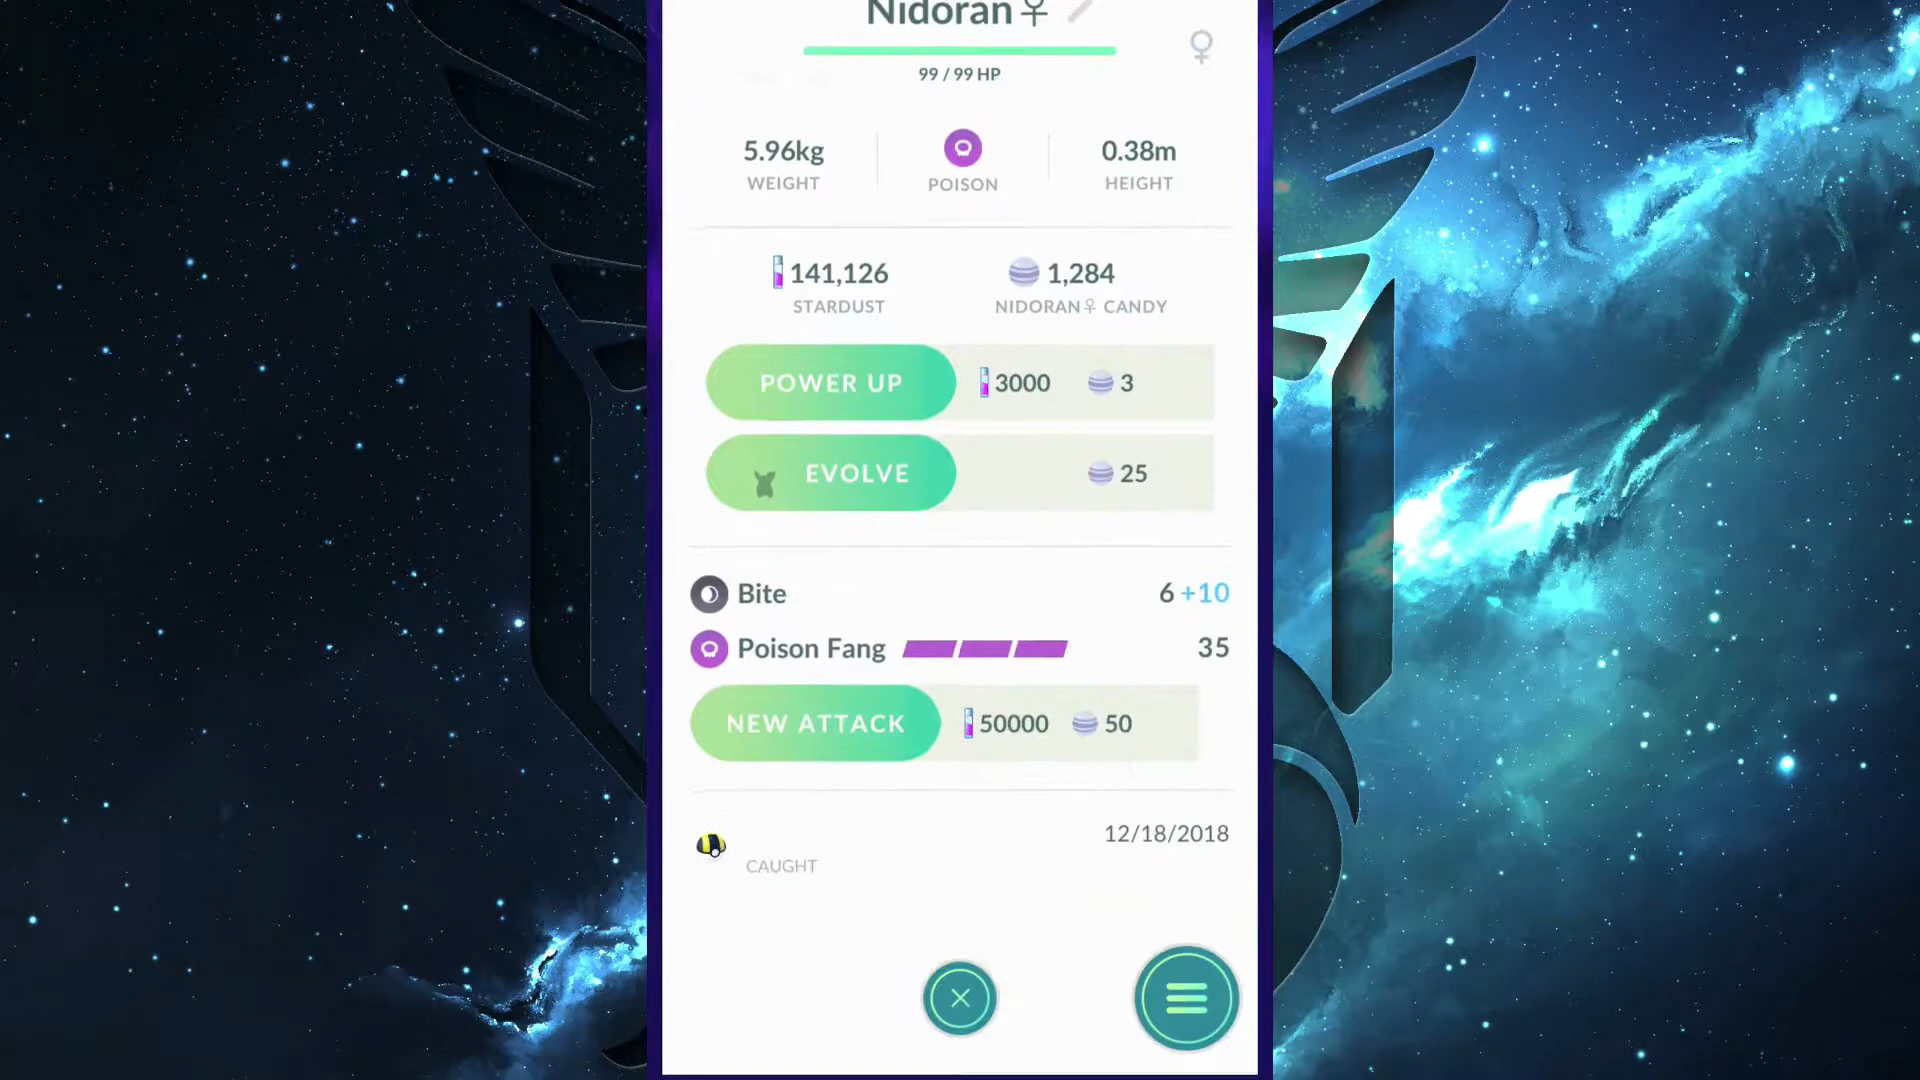 Nidoran♀
99 / 99 HP
5.96kg
WEIGHT
POISON
0.38m
HEIGHT
141,126
STARDUST
1,284
NIDORAN♀ CANDY
POWER UP 3000 3
EVOLVE 25
Bite 6 +10
Poison Fang 35
NEW ATTACK 50000 50
12/18/2018
CAUGHT